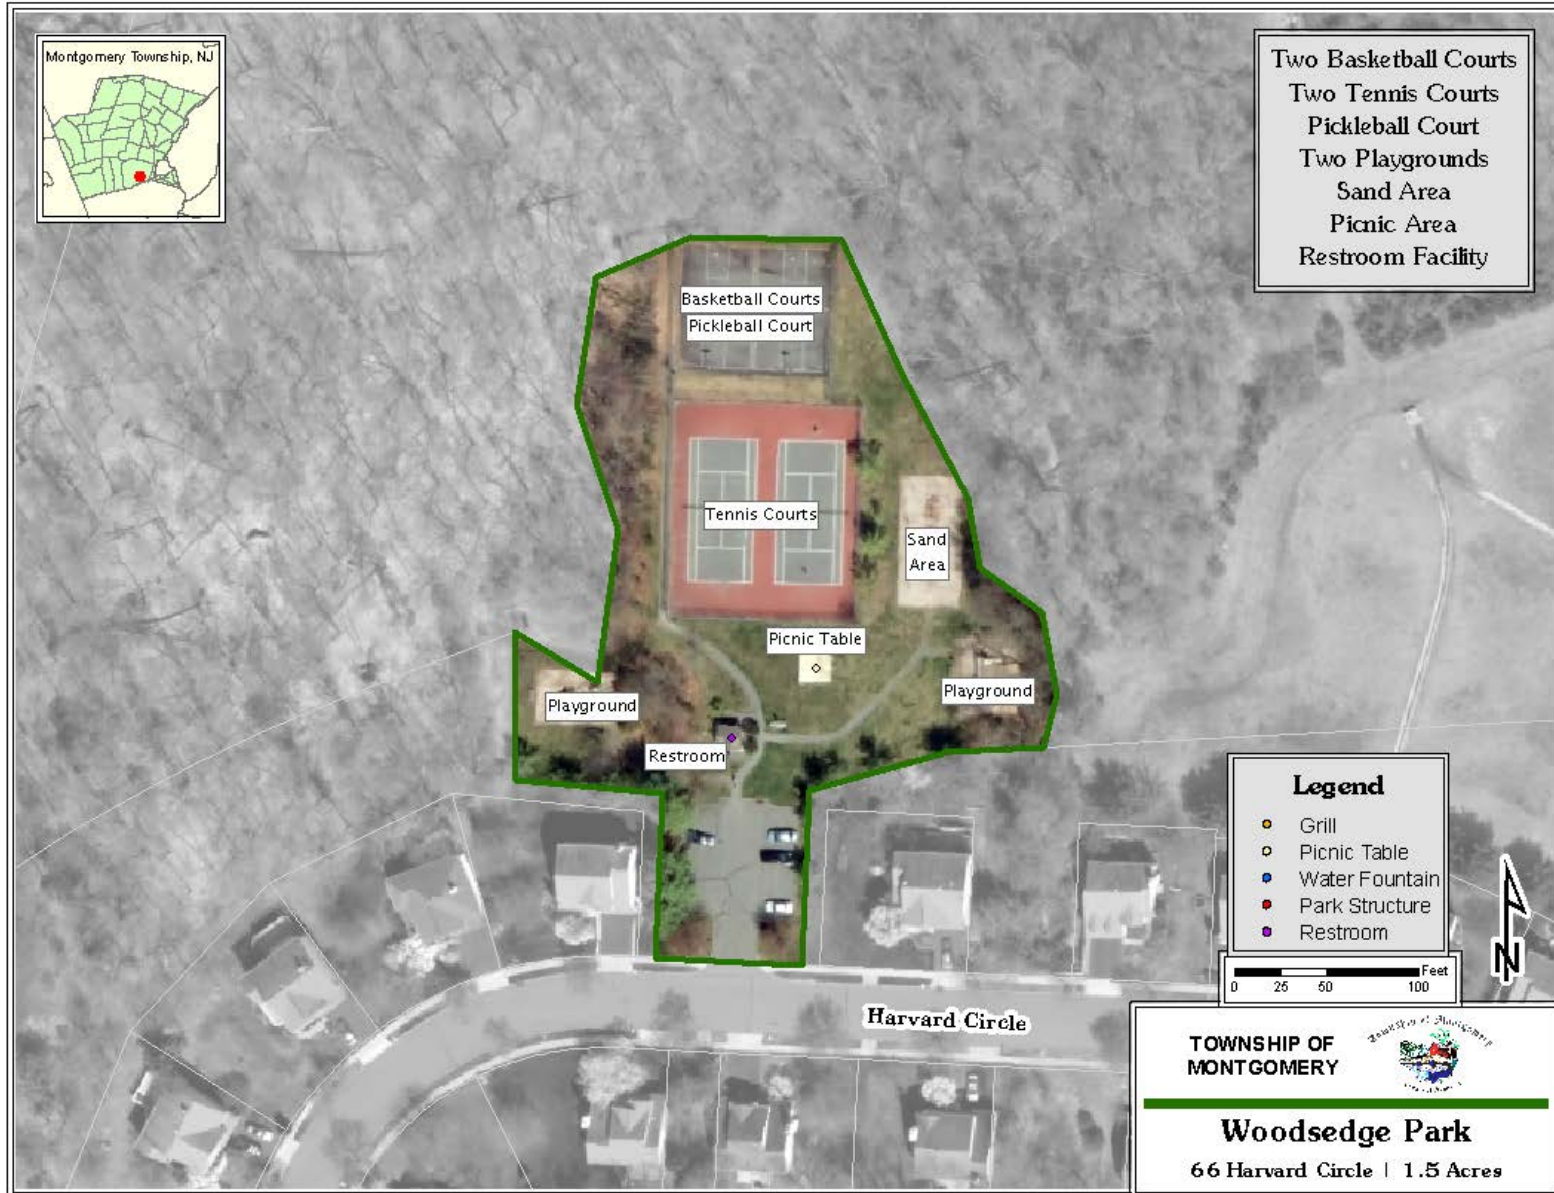 Montgomery Township, NJ
Two Basketball Courts
Two Tennis Courts
Pickleball Court
Two Playgrounds
Sand Area
Picnic Area
Restroom Facility
Basketball Courts
Pickleball Court
Tennis Courts
Sand
Area
Picnic Table
Playground
Playground
Restroom
Legend
Grill
Picnic Table
Water Fountain
Park Structure
Restroom
N
Feet
0 25 50 100
Harvard Circle
TOWNSHIP OF
MONTGOMERY
Township of Montgomery
Woodsedge Park
66 Harvard Circle | 1.5 Acres